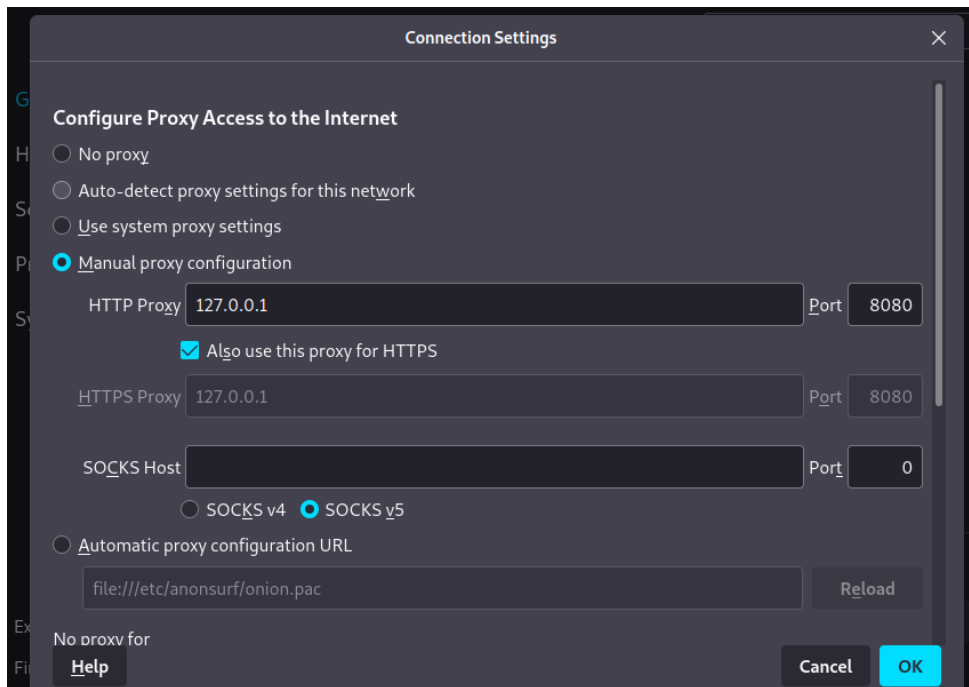 Connection Settings
Configure Proxy Access to the Internet
No proxy
Auto-detect proxy settings for this network
Use system proxy settings
Manual proxy configuration
HTTP Proxy 127.0.0.1 Port 8080
Also use this proxy for HTTPS
HTTPS Proxy 127.0.0.1 Port 8080
SOCKS Host Port 0
SOCKS v4 SOCKS v5
Automatic proxy configuration URL
file:///etc/anonsurf/onion.pac Reload
No proxy for
Help Cancel OK